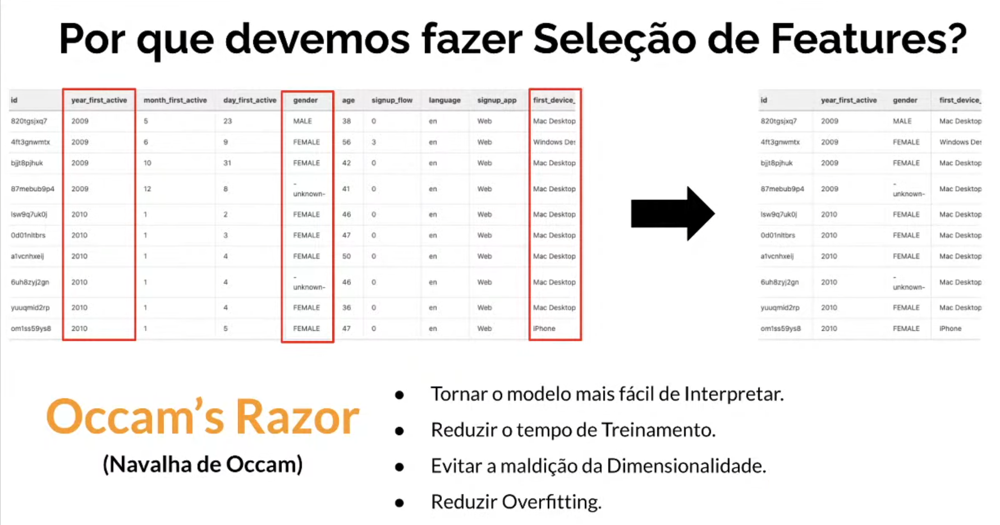 Por que devemos fazer Seleção de Features?
id year_first_active month_first_active day_first_active gender age signup_flow language signup_app first_device_
820tgsjxq7 2009 5 23 MALE 38 0 en Web Mac Desktop
4ft3gnwmtx 2009 6 9 FEMALE 56 3 en Web Windows Des
bjjt8pjhuk 2009 10 31 FEMALE 42 0 en Web Mac Desktop
87mebub9p4 2009 12 8 -unknown- 41 0 en Web Mac Desktop
lsw9q7uk0j 2010 1 2 FEMALE 46 0 en Web Mac Desktop
0d01nltbrs 2010 1 3 FEMALE 47 0 en Web Mac Desktop
a1vcnhxeij 2010 1 4 FEMALE 50 0 en Web Mac Desktop
6uh8zyj2gn 2010 1 4 -unknown- 46 0 en Web Mac Desktop
yuuqmid2rp 2010 1 4 FEMALE 36 0 en Web Mac Desktop
om1ss59ys8 2010 1 5 FEMALE 47 0 en Web iPhone
id year_first_active gender first_device_
820tgsjxq7 2009 MALE Mac Desktop
4ft3gnwmtx 2009 FEMALE Windows Des
bjjt8pjhuk 2009 FEMALE Mac Desktop
87mebub9p4 2009 -unknown- Mac Desktop
lsw9q7uk0j 2010 FEMALE Mac Desktop
0d01nltbrs 2010 FEMALE Mac Desktop
a1vcnhxeij 2010 FEMALE Mac Desktop
6uh8zyj2gn 2010 -unknown- Mac Desktop
yuuqmid2rp 2010 FEMALE Mac Desktop
om1ss59ys8 2010 FEMALE iPhone
Occam's Razor
(Navalha de Occam)
● Tornar o modelo mais fácil de Interpretar.
● Reduzir o tempo de Treinamento.
● Evitar a maldição da Dimensionalidade.
● Reduzir Overfitting.